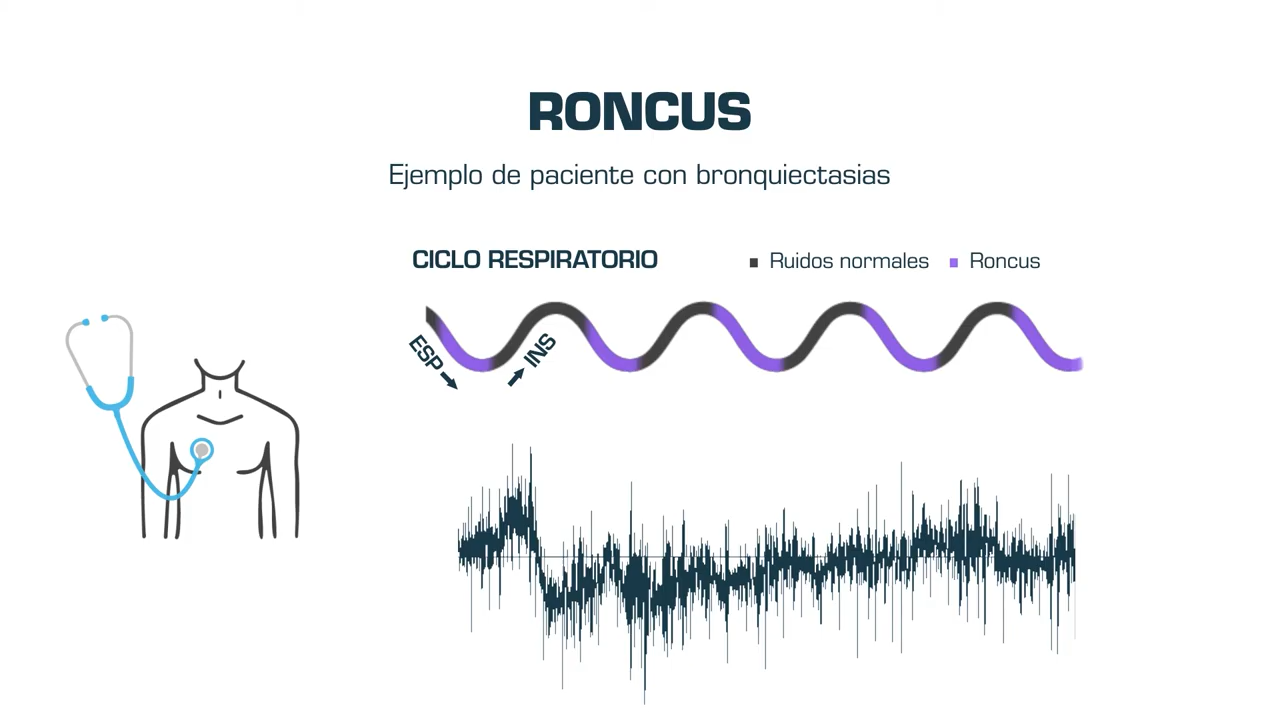 RONCUS
Ejemplo de paciente con bronquiectasias
CICLO RESPIRATORIO
Ruidos normales
Roncus
ESP
INS